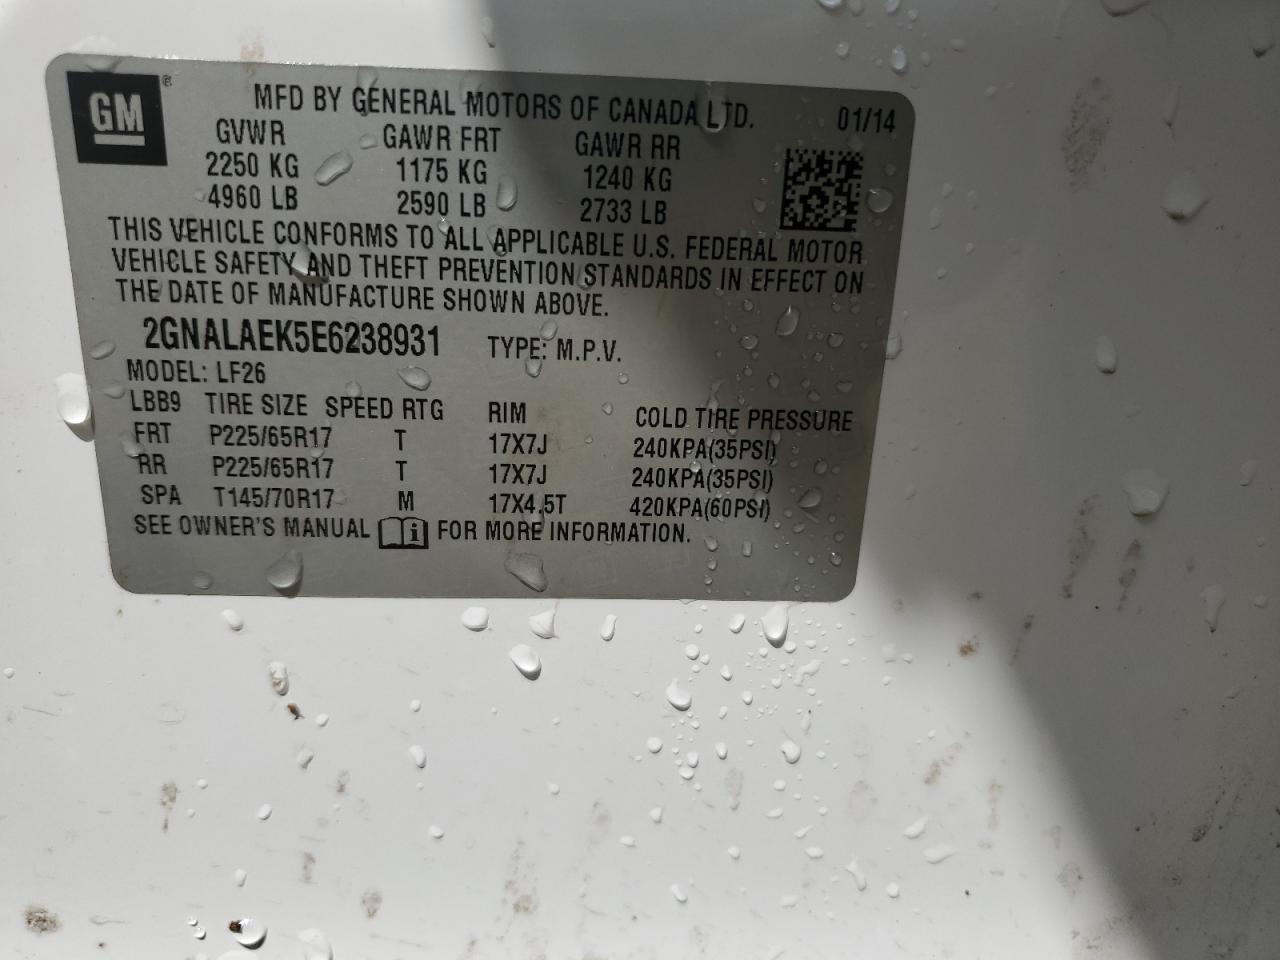 GM ®
MFD BY GENERAL MOTORS OF CANADA LTD. 01/14
GVWR GAWR FRT GAWR RR
2250 KG 1175 KG 1240 KG
4960 LB 2590 LB 2733 LB
THIS VEHICLE CONFORMS TO ALL APPLICABLE U.S. FEDERAL MOTOR
VEHICLE SAFETY AND THEFT PREVENTION STANDARDS IN EFFECT ON
THE DATE OF MANUFACTURE SHOWN ABOVE.
2GNALAEK5E6238931 TYPE: M.P.V.
MODEL: LF26
LBB9 TIRE SIZE SPEED RTG RIM COLD TIRE PRESSURE
FRT P225/65R17 T 17X7J 240KPA(35PSI)
RR P225/65R17 T 17X7J 240KPA(35PSI)
SPA T145/70R17 M 17X4.5T 420KPA(60PSI)
SEE OWNER'S MANUAL i FOR MORE INFORMATION.